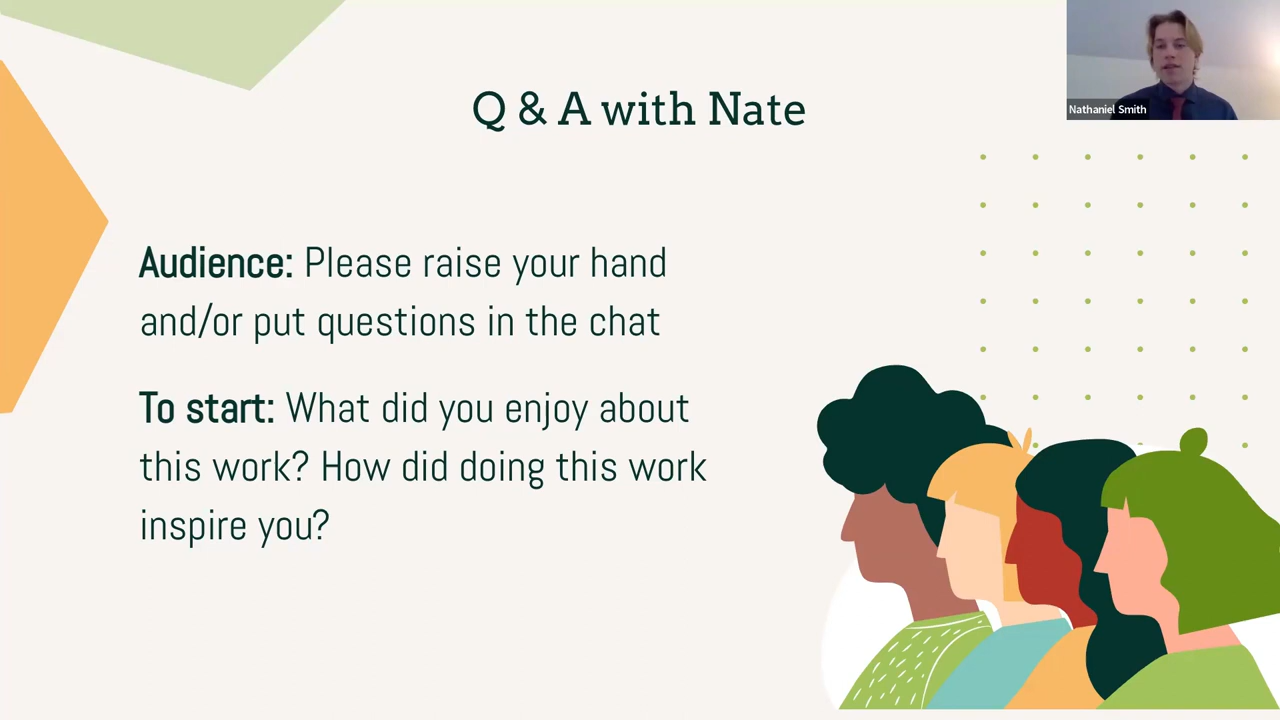 Q & A with Nate
Nathaniel Smith
Audience: Please raise your hand
and/or put questions in the chat
To start: What did you enjoy about
this work? How did doing this work
inspire you?